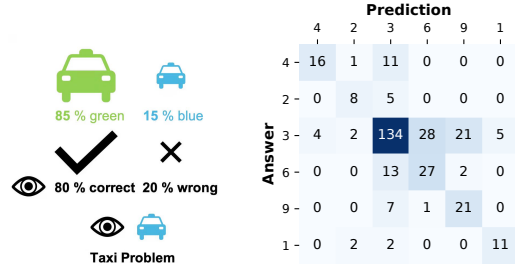 85 % green 15 % blue
80 % correct 20 % wrong
Taxi Problem
Prediction
4 2 3 6 9 1
Answer
4 16 1 11 0 0 0
2 0 8 5 0 0 0
3 4 2 134 28 21 5
6 0 0 13 27 2 0
9 0 0 7 1 21 0
1 0 2 2 0 0 11